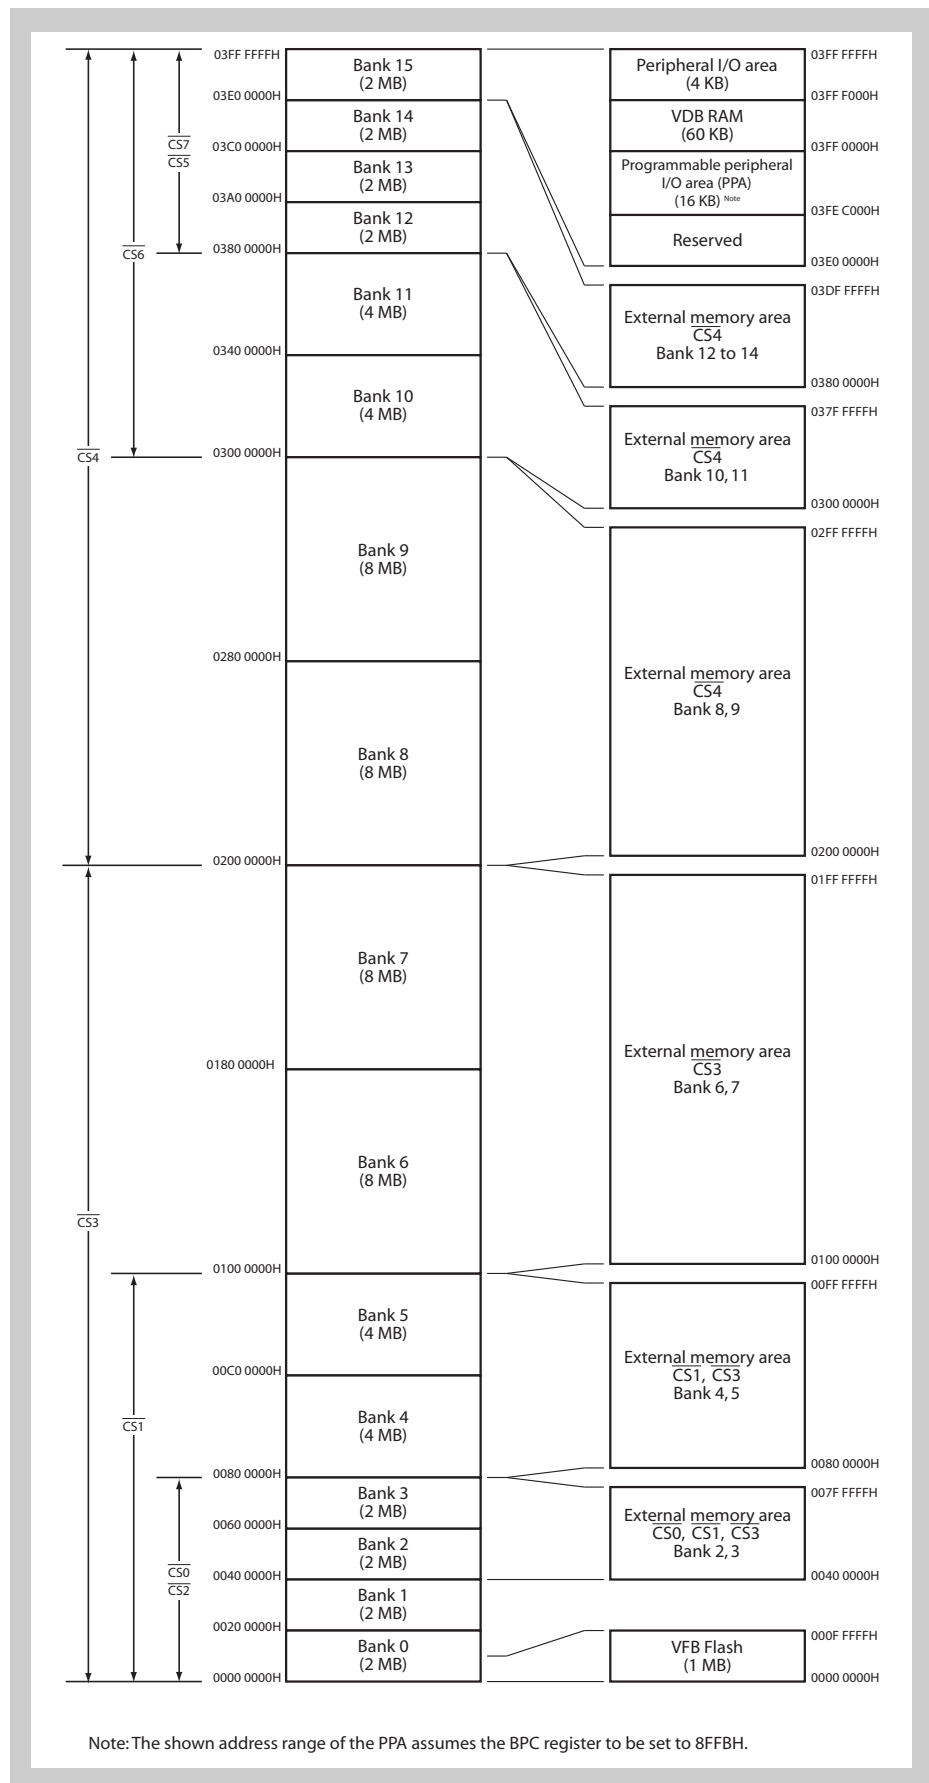 03FF FFFFH
Bank 15
(2 MB)
03E0 0000H
Bank 14
(2 MB)
03C0 0000H
Bank 13
(2 MB)
03A0 0000H
Bank 12
(2 MB)
0380 0000H
Bank 11
(4 MB)
0340 0000H
Bank 10
(4 MB)
0300 0000H
Bank 9
(8 MB)
0280 0000H
Bank 8
(8 MB)
0200 0000H
Bank 7
(8 MB)
0180 0000H
Bank 6
(8 MB)
0100 0000H
Bank 5
(4 MB)
00C0 0000H
Bank 4
(4 MB)
0080 0000H
Bank 3
(2 MB)
0060 0000H
Bank 2
(2 MB)
0040 0000H
Bank 1
(2 MB)
0020 0000H
Bank 0
(2 MB)
0000 0000H
CS7
CS5
CS6
CS4
CS3
CS1
CS0
CS2
Peripheral I/O area
(4 KB)
03FF FFFFH
03FF F000H
VDB RAM
(60 KB)
03FF 0000H
Programmable peripheral
I/O area (PPA)
(16 KB) Note
03FE C000H
Reserved
03E0 0000H
03DF FFFFH
External memory area
CS4
Bank 12 to 14
0380 0000H
037F FFFFH
External memory area
CS4
Bank 10, 11
0300 0000H
02FF FFFFH
External memory area
CS4
Bank 8, 9
0200 0000H
01FF FFFFH
External memory area
CS3
Bank 6, 7
0100 0000H
00FF FFFFH
External memory area
CS1, CS3
Bank 4, 5
0080 0000H
007F FFFFH
External memory area
CS0, CS1, CS3
Bank 2, 3
0040 0000H
000F FFFFH
VFB Flash
(1 MB)
0000 0000H
Note: The shown address range of the PPA assumes the BPC register to be set to 8FFBH.